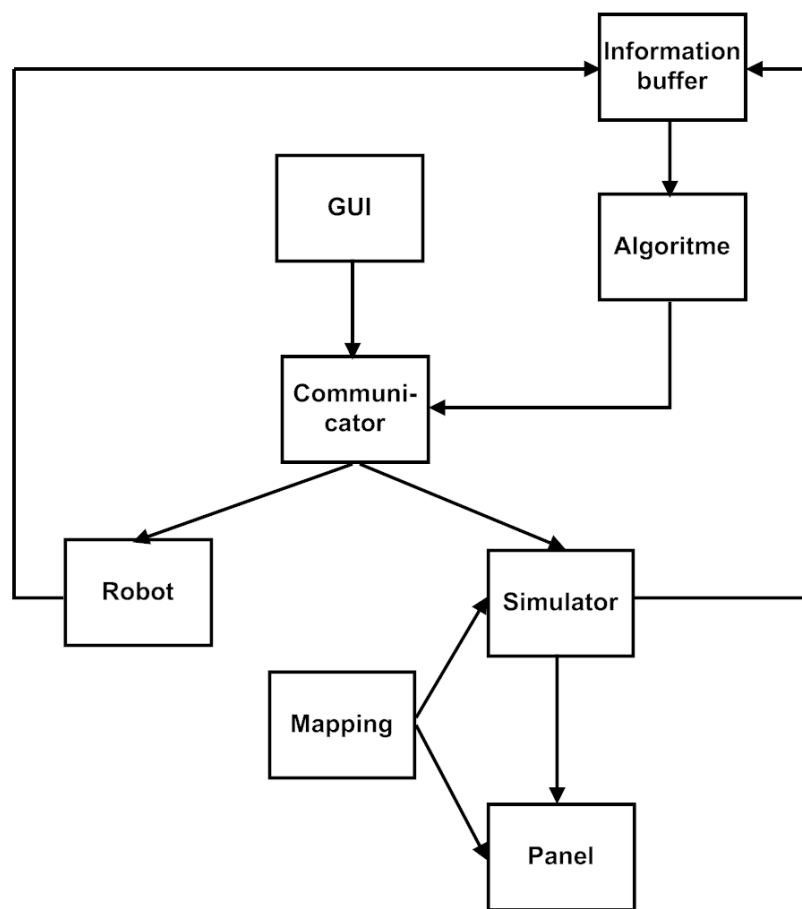 Information
buffer
GUI
Algoritme
Communi-
cator
Robot
Simulator
Mapping
Panel